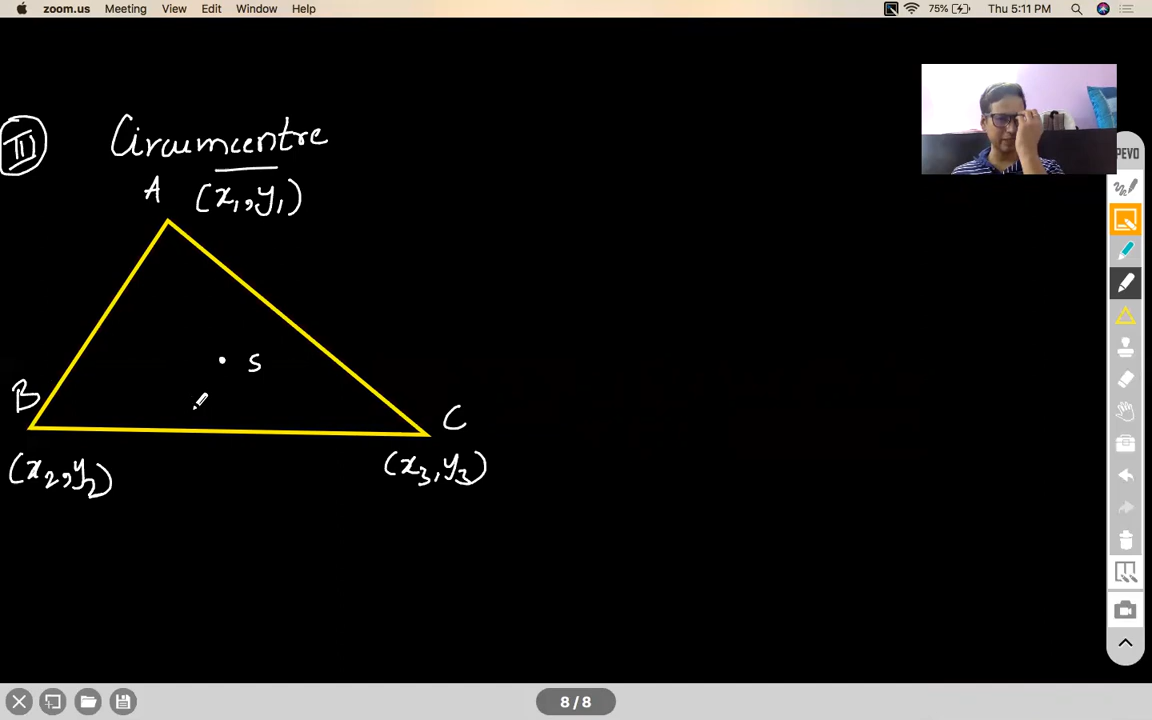 zoom.us Meeting View Edit Window Help 75% Thu 5:11 PM
III Circumcentre
A (x₁,y₁)
S
B
C
(x₂,y₂) (x₃,y₃)
IPEVO
8 / 8